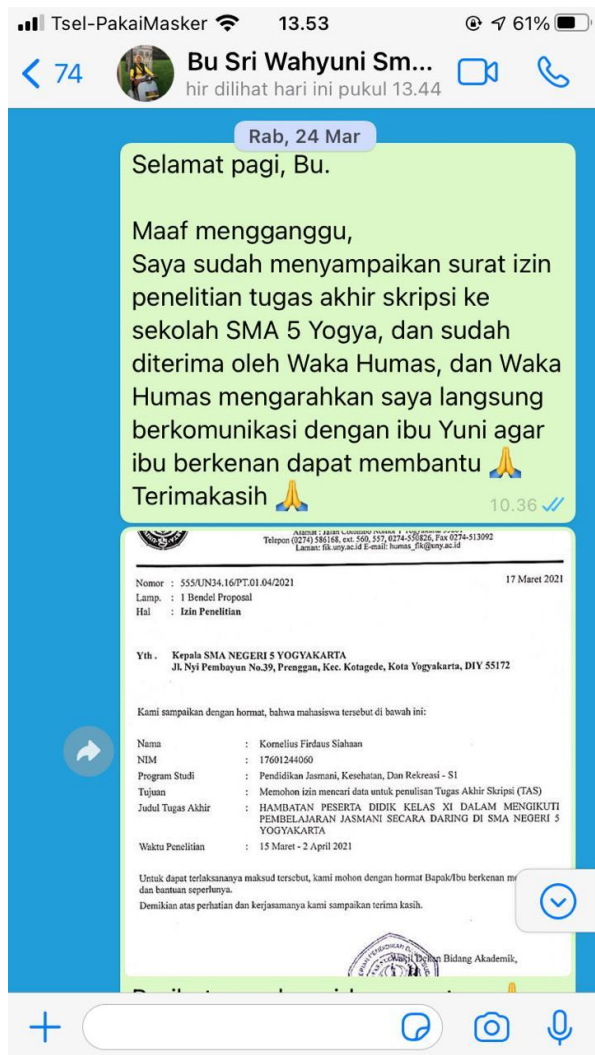 Tsel-PakaiMasker 13.53 61%
74 Bu Sri Wahyuni Sm...
hir dilihat hari ini pukul 13.44
Rab, 24 Mar
Selamat pagi, Bu.
Maaf mengganggu,
Saya sudah menyampaikan surat izin
penelitian tugas akhir skripsi ke
sekolah SMA 5 Yogya, dan sudah
diterima oleh Waka Humas, dan Waka
Humas mengarahkan saya langsung
berkomunikasi dengan ibu Yuni agar
ibu berkenan dapat membantu 🙏
Terimakasih 🙏
10.36
Telepon (0274) 586168, ext. 560, 557, 0274-550826, Fax 0274-513092
Laman: fik.uny.ac.id E-mail: humas_fik@uny.ac.id
Nomor : 555/UN34.16/PT.01.04/2021 17 Maret 2021
Lamp. : 1 Bendel Proposal
Hal : Izin Penelitian
Yth . Kepala SMA NEGERI 5 YOGYAKARTA
Jl. Nyi Pembayun No.39, Prenggan, Kec. Kotagede, Kota Yogyakarta, DIY 55172
Kami sampaikan dengan hormat, bahwa mahasiswa tersebut di bawah ini:
Nama : Kornelius Firdaus Siahaan
NIM : 17601244060
Program Studi : Pendidikan Jasmani, Kesehatan, Dan Rekreasi - S1
Tujuan : Memohon izin mencari data untuk penulisan Tugas Akhir Skripsi (TAS)
Judul Tugas Akhir : HAMBATAN PESERTA DIDIK KELAS XI DALAM MENGIKUTI
PEMBELAJARAN JASMANI SECARA DARING DI SMA NEGERI 5
YOGYAKARTA
Waktu Penelitian : 15 Maret - 2 April 2021
Untuk dapat terlaksananya maksud tersebut, kami mohon dengan hormat Bapak/Ibu berkenan
dan bantuan seperlunya.
Demikian atas perhatian dan kerjasamanya kami sampaikan terima kasih.
Wakil Dekan Bidang Akademik,